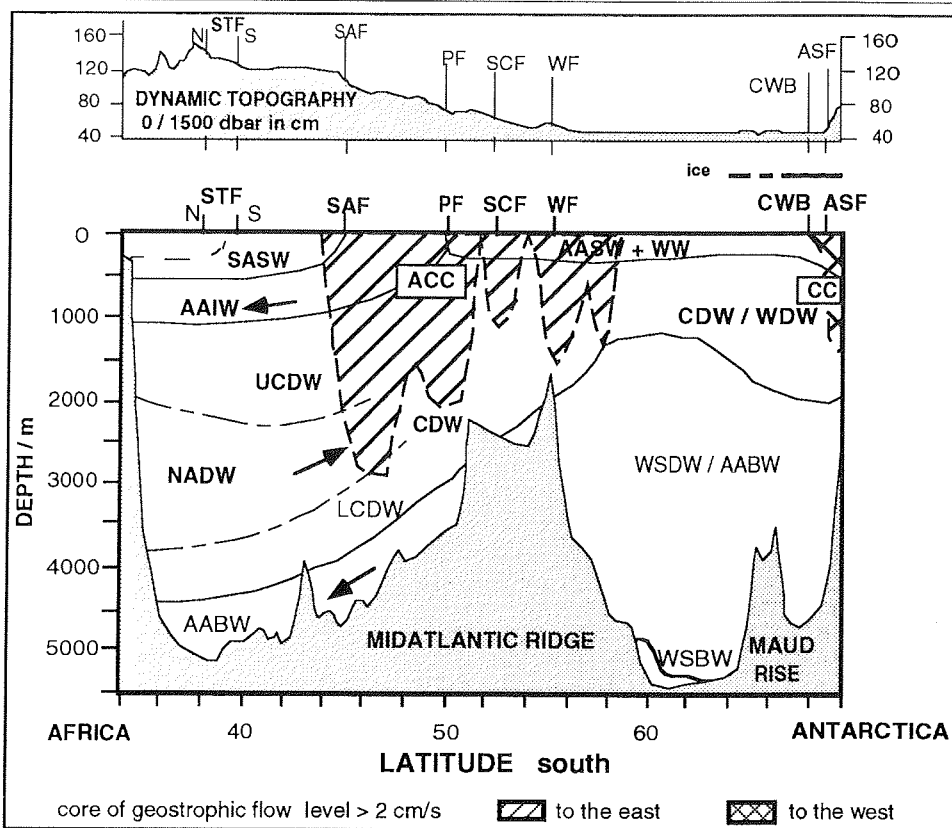 160
120
80
40
N
STF
S
SAF
PF
SCF
WF
CWB
ASF
160
120
80
40
DYNAMIC TOPOGRAPHY
0 / 1500 dbar in cm
ice
N
STF
S
SAF
PF
SCF
WF
CWB
ASF
DEPTH / m
0
1000
2000
3000
4000
5000
SASW
AASW + WW
ACC
CC
AAIW
CDW / WDW
UCDW
CDW
NADW
WSDW / AABW
LCDW
AABW
MIDATLANTIC RIDGE
WSBW
MAUD
RISE
AFRICA
40
50
60
ANTARCTICA
LATITUDE south
core of geostrophic flow level > 2 cm/s
to the east
to the west